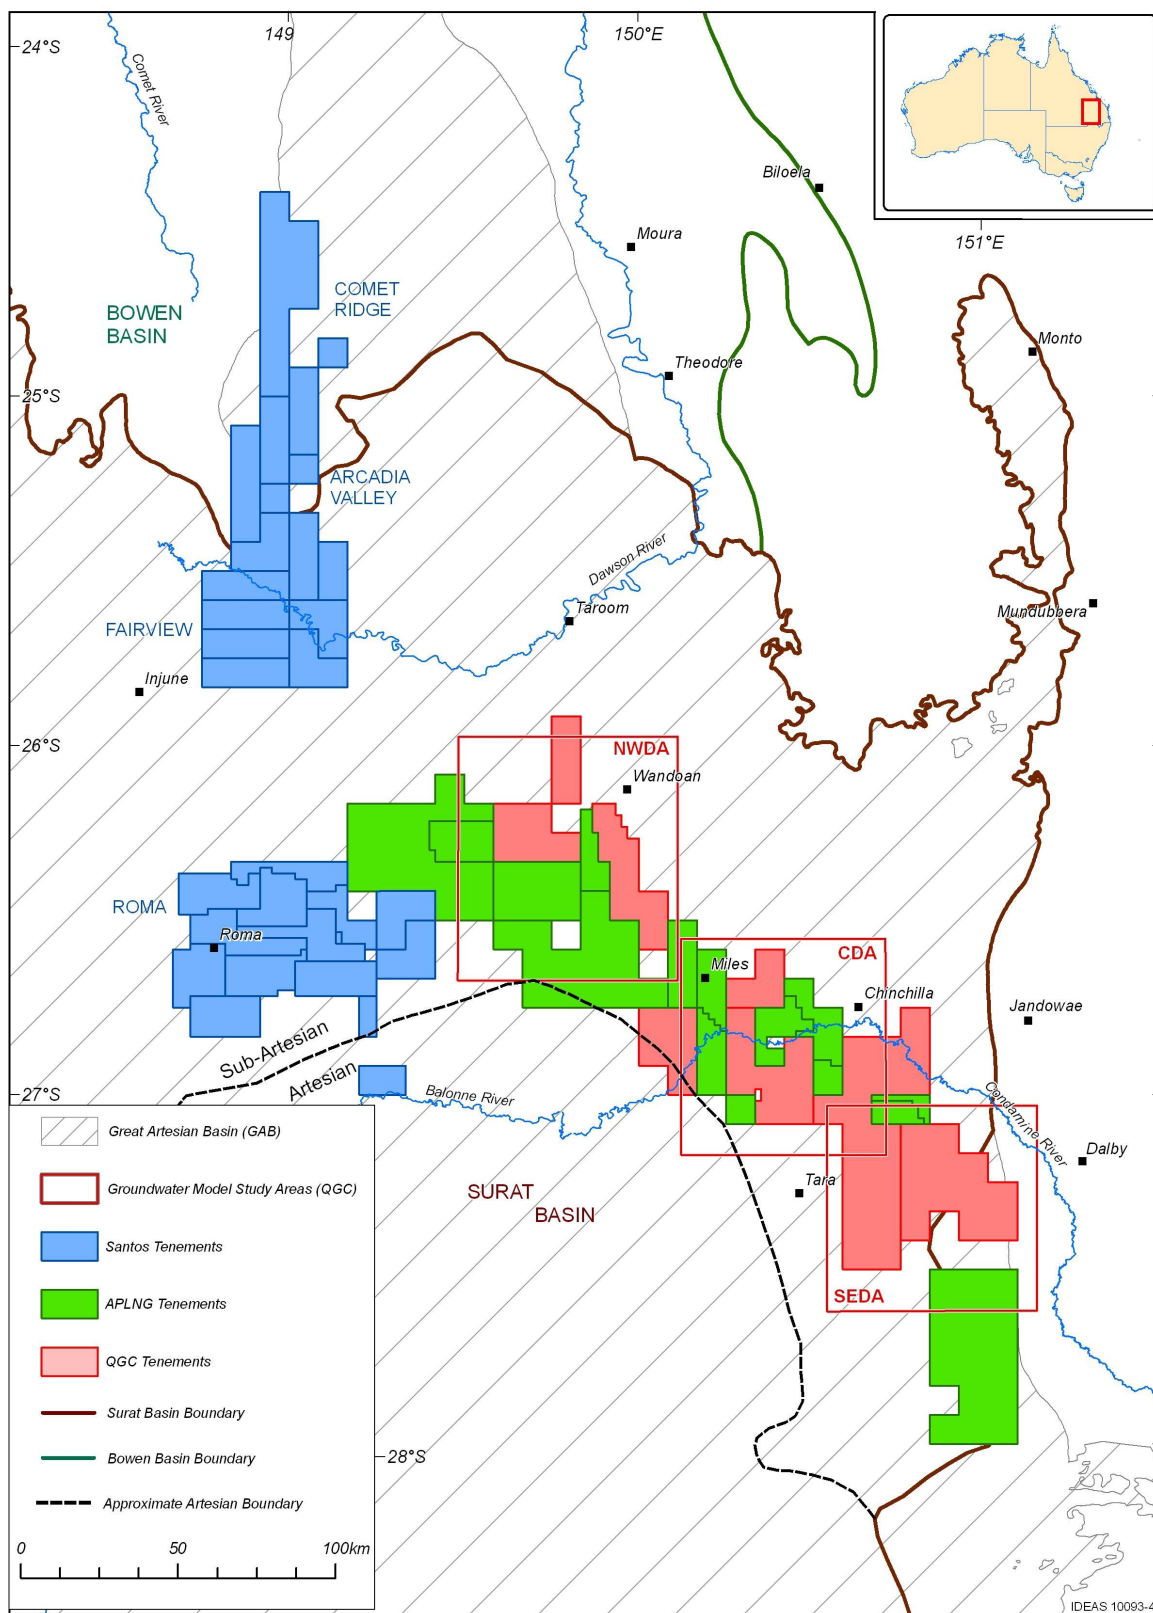 24°S
149
150°E
Comet River
Biloela
Moura
151°E
COMET
RIDGE
BOWEN
BASIN
Monto
Theodore
25°S
ARCADIA
VALLEY
Dawson River
Taroom
Mundubbera
FAIRVIEW
Injune
26°S
NWDA
Wandoan
ROMA
Roma
CDA
Miles
Chinchilla
Jandowae
Sub-Artesian
Artesian
27°S
Balonne River
Condamine River
Dalby
Tara
SURAT
BASIN
SEDA
28°S
Great Artesian Basin (GAB)
Groundwater Model Study Areas (QGC)
Santos Tenements
APLNG Tenements
QGC Tenements
Surat Basin Boundary
Bowen Basin Boundary
Approximate Artesian Boundary
0 50 100km
IDEAS 10093-4